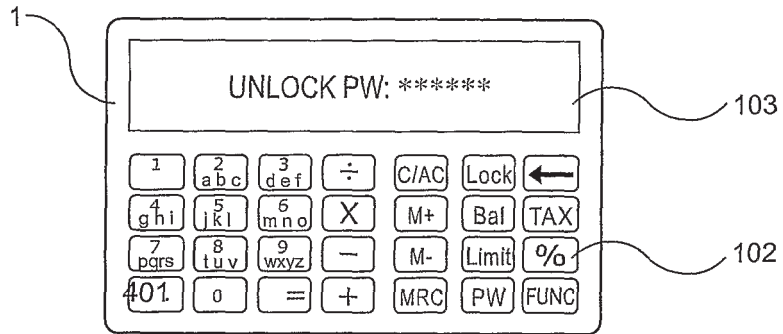 1
UNLOCK PW: ******
103
1 2 abc 3 def ÷ C/AC Lock ←
4 ghi 5 jkl 6 mno X M+ Bal TAX
7 pqrs 8 tuv 9 wxyz − M- Limit %
102
401. 0 = + MRC PW FUNC